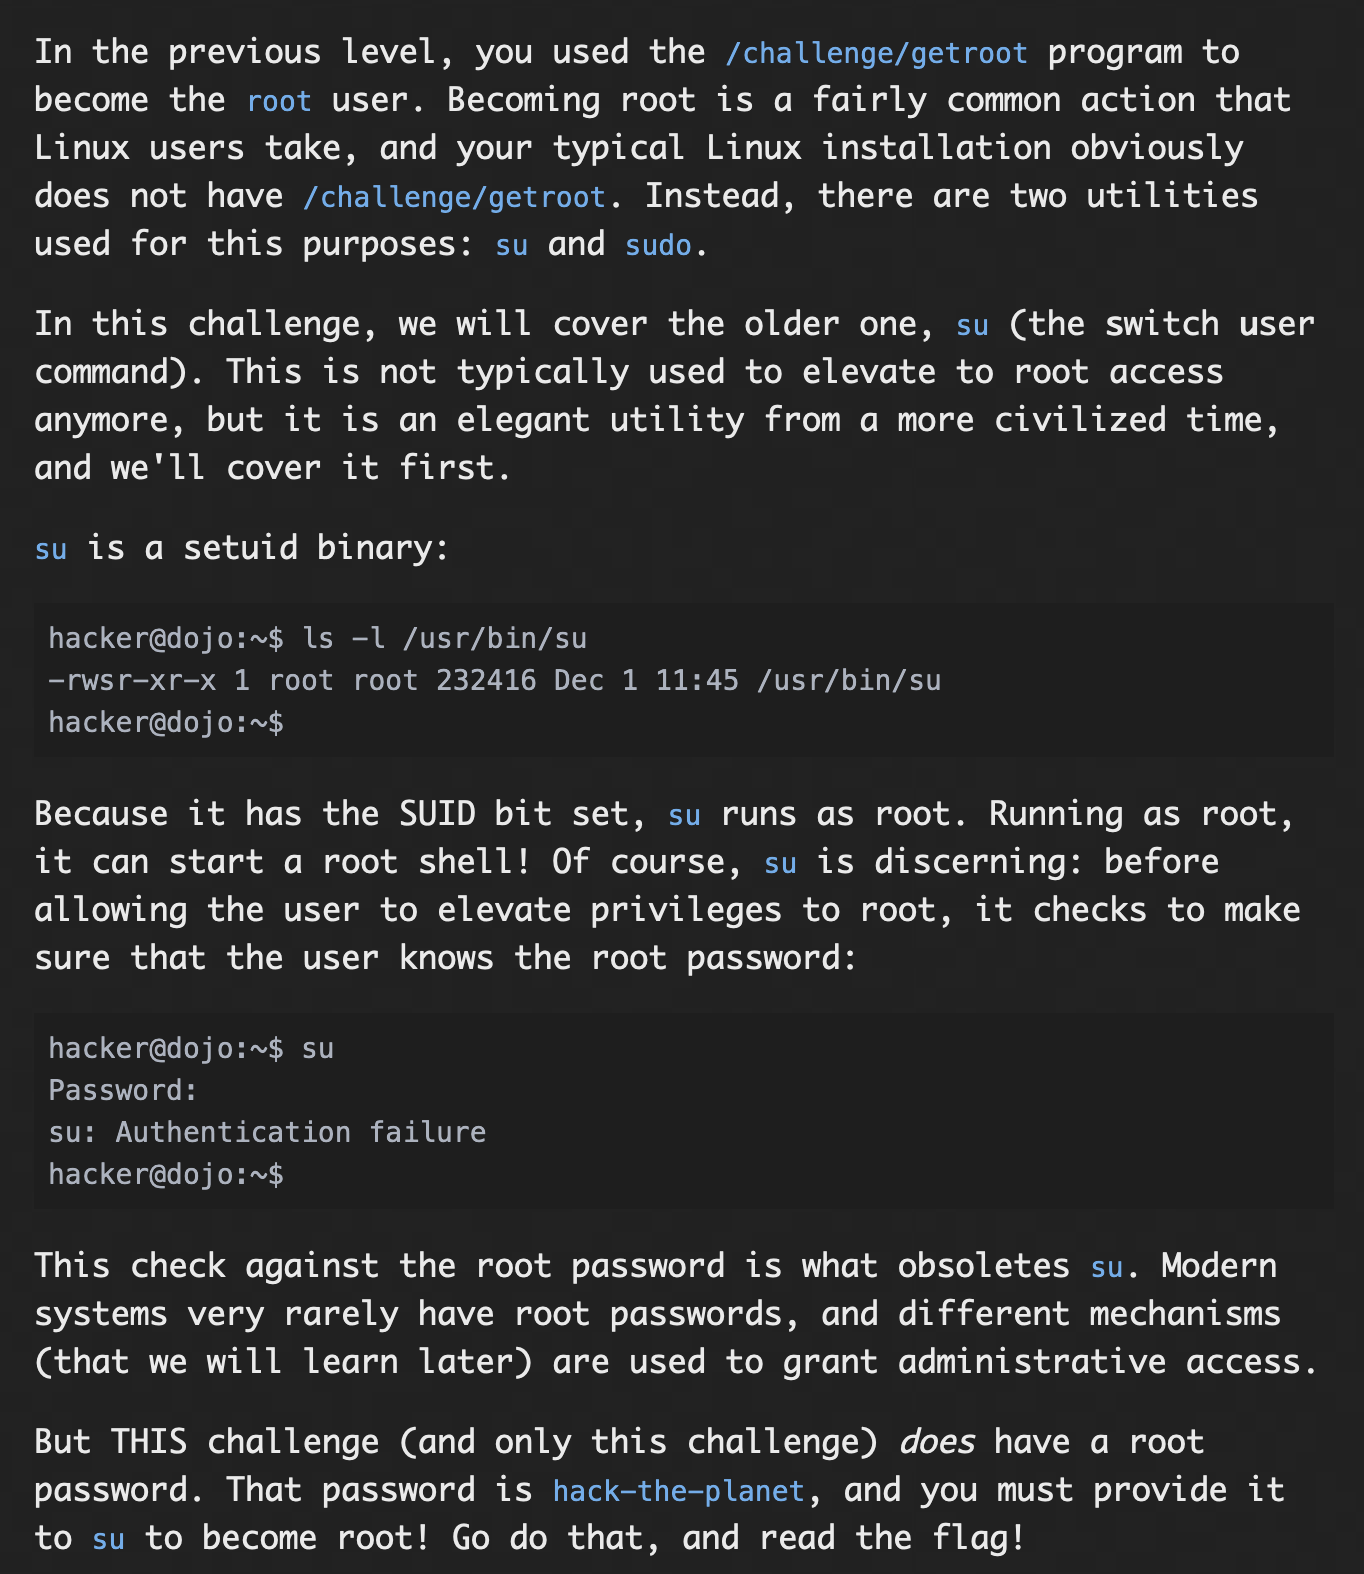 In the previous level, you used the /challenge/getroot program to
become the root user. Becoming root is a fairly common action that
Linux users take, and your typical Linux installation obviously
does not have /challenge/getroot. Instead, there are two utilities
used for this purposes: su and sudo.
In this challenge, we will cover the older one, su (the switch user
command). This is not typically used to elevate to root access
anymore, but it is an elegant utility from a more civilized time,
and we'll cover it first.
su is a setuid binary:
hacker@dojo:~$ ls -l /usr/bin/su
-rwsr-xr-x 1 root root 232416 Dec 1 11:45 /usr/bin/su
hacker@dojo:~$
Because it has the SUID bit set, su runs as root. Running as root,
it can start a root shell! Of course, su is discerning: before
allowing the user to elevate privileges to root, it checks to make
sure that the user knows the root password:
hacker@dojo:~$ su
Password:
su: Authentication failure
hacker@dojo:~$
This check against the root password is what obsoletes su. Modern
systems very rarely have root passwords, and different mechanisms
(that we will learn later) are used to grant administrative access.
But THIS challenge (and only this challenge) does have a root
password. That password is hack-the-planet, and you must provide it
to su to become root! Go do that, and read the flag!